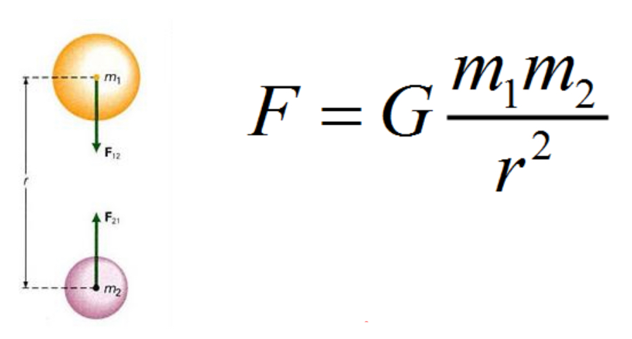 m₁
F₁₂
r
F₂₁
m₂
F = G m₁m₂ / r²